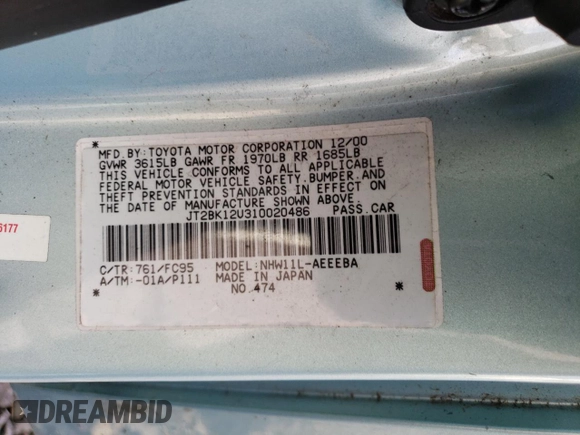 MFD.BY:TOYOTA MOTOR CORPORATION 12/00
GVWR 3615LB GAWR FR 1970LB RR 1685LB
THIS VEHICLE CONFORMS TO ALL APPLICABLE
FEDERAL MOTOR VEHICLE SAFETY,BUMPER,AND
THEFT PREVENTION STANDARDS IN EFFECT ON
THE DATE OF MANUFACTURE SHOWN ABOVE.
JT2BK12U310020486 PASS.CAR
C/TR:761/FC95 MODEL:NHW11L-AEEEBA
A/TM:-01A/P111 MADE IN JAPAN
NO.474
6177
DREAMBID